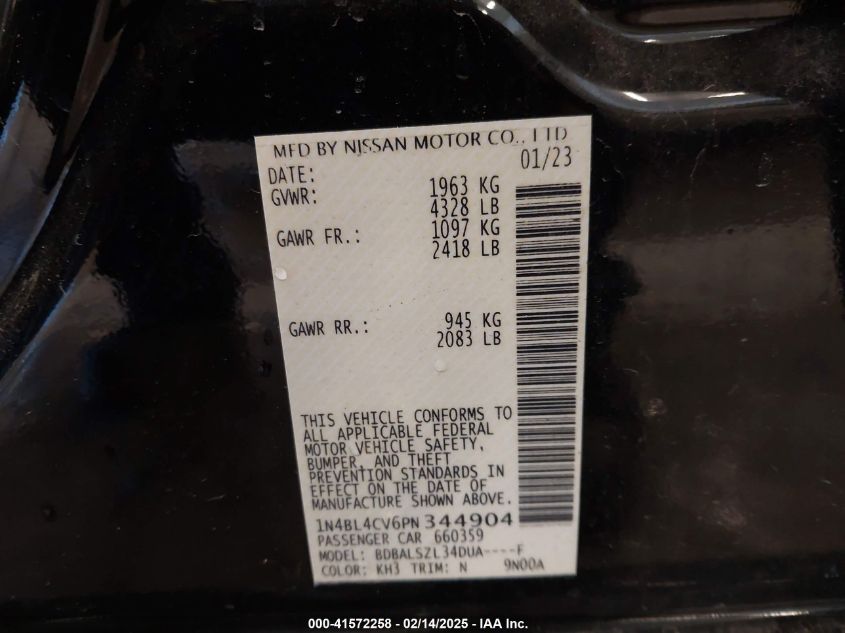 MFD BY NISSAN MOTOR CO., LTD
DATE: 01/23
GVWR: 1963 KG
4328 LB
GAWR FR.: 1097 KG
2418 LB
GAWR RR.: 945 KG
2083 LB
THIS VEHICLE CONFORMS TO
ALL APPLICABLE FEDERAL
MOTOR VEHICLE SAFETY,
BUMPER, AND THEFT
PREVENTION STANDARDS IN
EFFECT ON THE DATE OF
MANUFACTURE SHOWN ABOVE.
1N4BL4CV6PN344904
PASSENGER CAR 660359
MODEL: BDBALSZL34DUA----F
COLOR: KH3 TRIM: N 9N00A
000-41572258 - 02/14/2025 - IAA Inc.